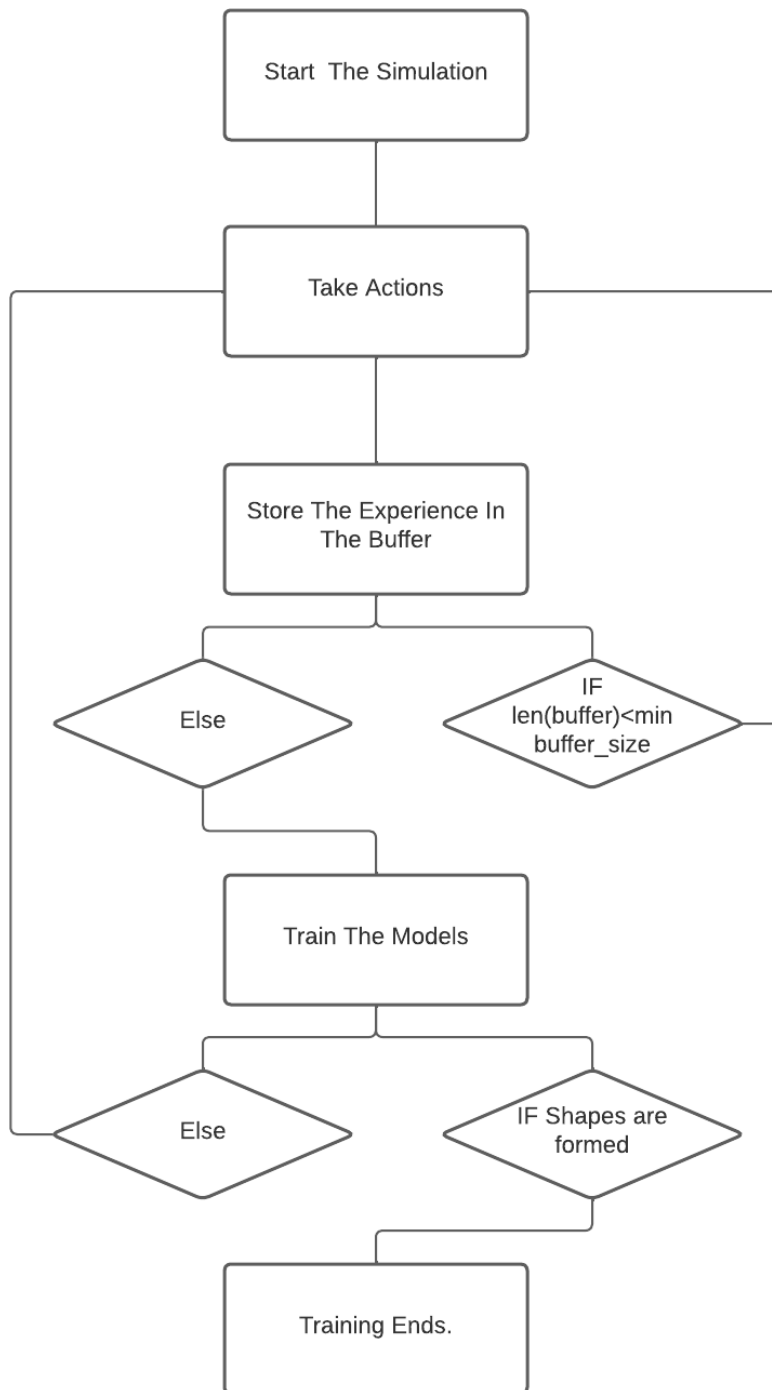 Start The Simulation
Take Actions
Store The Experience In
The Buffer
Else
IF
len(buffer)<min
buffer_size
Train The Models
Else
IF Shapes are
formed
Training Ends.